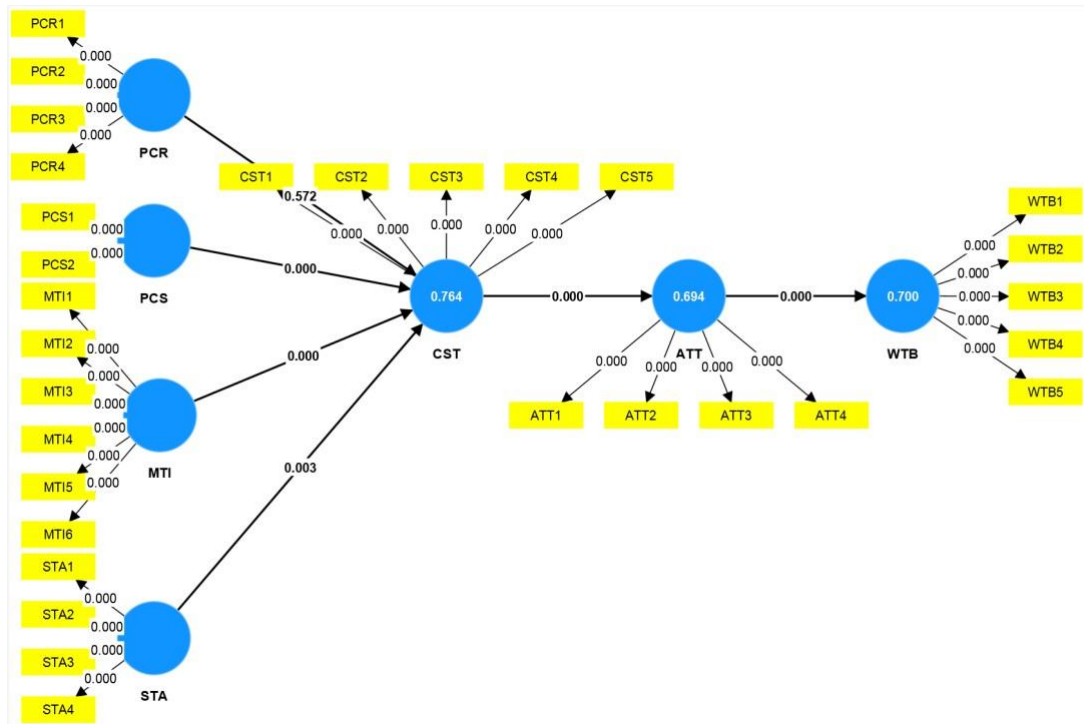 PCR1
0.000
PCR2
0.000
0.000
PCR3
0.000
PCR4
PCR
CST1
CST2
CST3
CST4
CST5
0.572
0.000
0.000
0.000
0.000
0.000
PCS1
0.000
0.000
PCS2
PCS
0.000
MTI1
0.000
MTI2
0.000
MTI3
0.000
0.000
MTI4
0.000
MTI5
0.000
MTI6
MTI
0.000
0.764
CST
0.000
0.694
ATT
0.000
0.700
WTB
WTB1
0.000
WTB2
0.000
WTB3
0.000
WTB4
0.000
WTB5
0.000
0.000
0.000
0.000
0.000
ATT1
ATT2
ATT3
ATT4
0.003
STA1
0.000
STA2
0.000
0.000
STA3
0.000
STA4
STA